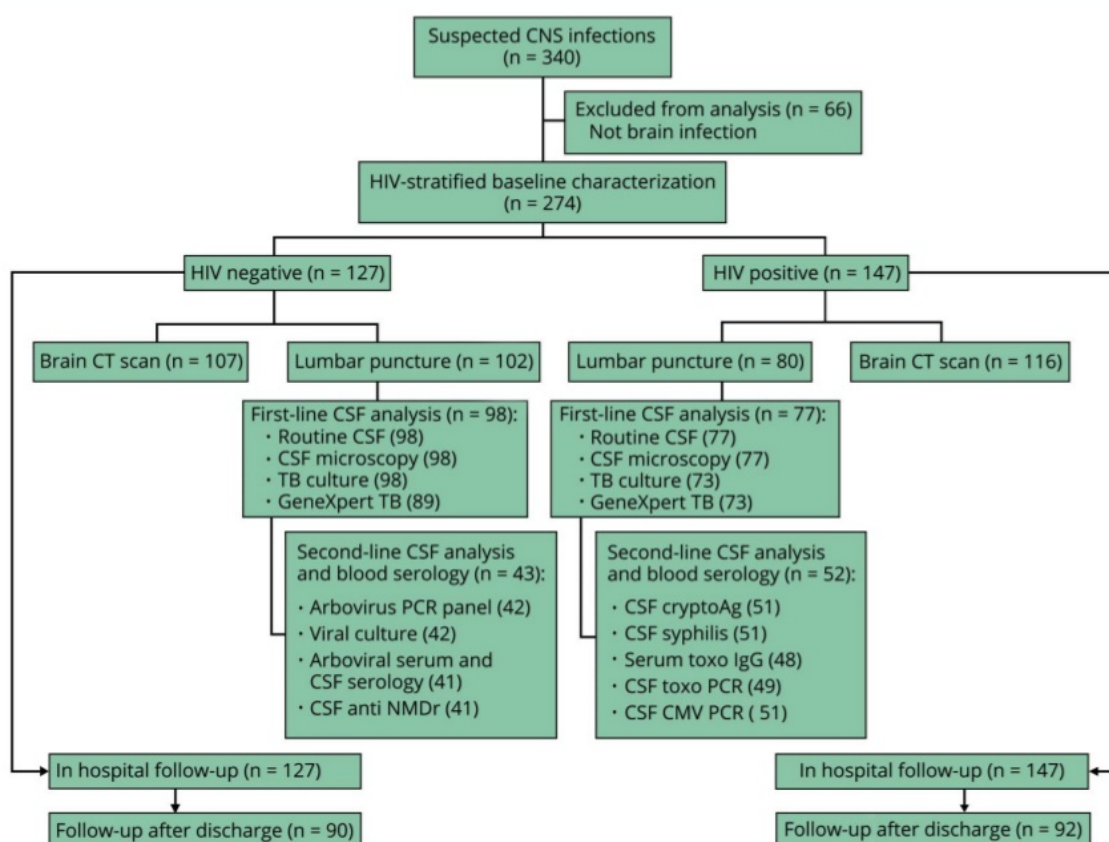 Suspected CNS infections
(n = 340)
Excluded from analysis (n = 66)
Not brain infection
HIV-stratified baseline characterization
(n = 274)
HIV negative (n = 127)
HIV positive (n = 147)
Brain CT scan (n = 107)
Lumbar puncture (n = 102)
Lumbar puncture (n = 80)
Brain CT scan (n = 116)
First-line CSF analysis (n = 98):
· Routine CSF (98)
· CSF microscopy (98)
· TB culture (98)
· GeneXpert TB (89)
First-line CSF analysis (n = 77):
· Routine CSF (77)
· CSF microscopy (77)
· TB culture (73)
· GeneXpert TB (73)
Second-line CSF analysis
and blood serology (n = 43):
· Arbovirus PCR panel (42)
· Viral culture (42)
· Arboviral serum and
CSF serology (41)
· CSF anti NMDr (41)
Second-line CSF analysis
and blood serology (n = 52):
· CSF cryptoAg (51)
· CSF syphilis (51)
· Serum toxo IgG (48)
· CSF toxo PCR (49)
· CSF CMV PCR ( 51)
In hospital follow-up (n = 127)
In hospital follow-up (n = 147)
Follow-up after discharge (n = 90)
Follow-up after discharge (n = 92)